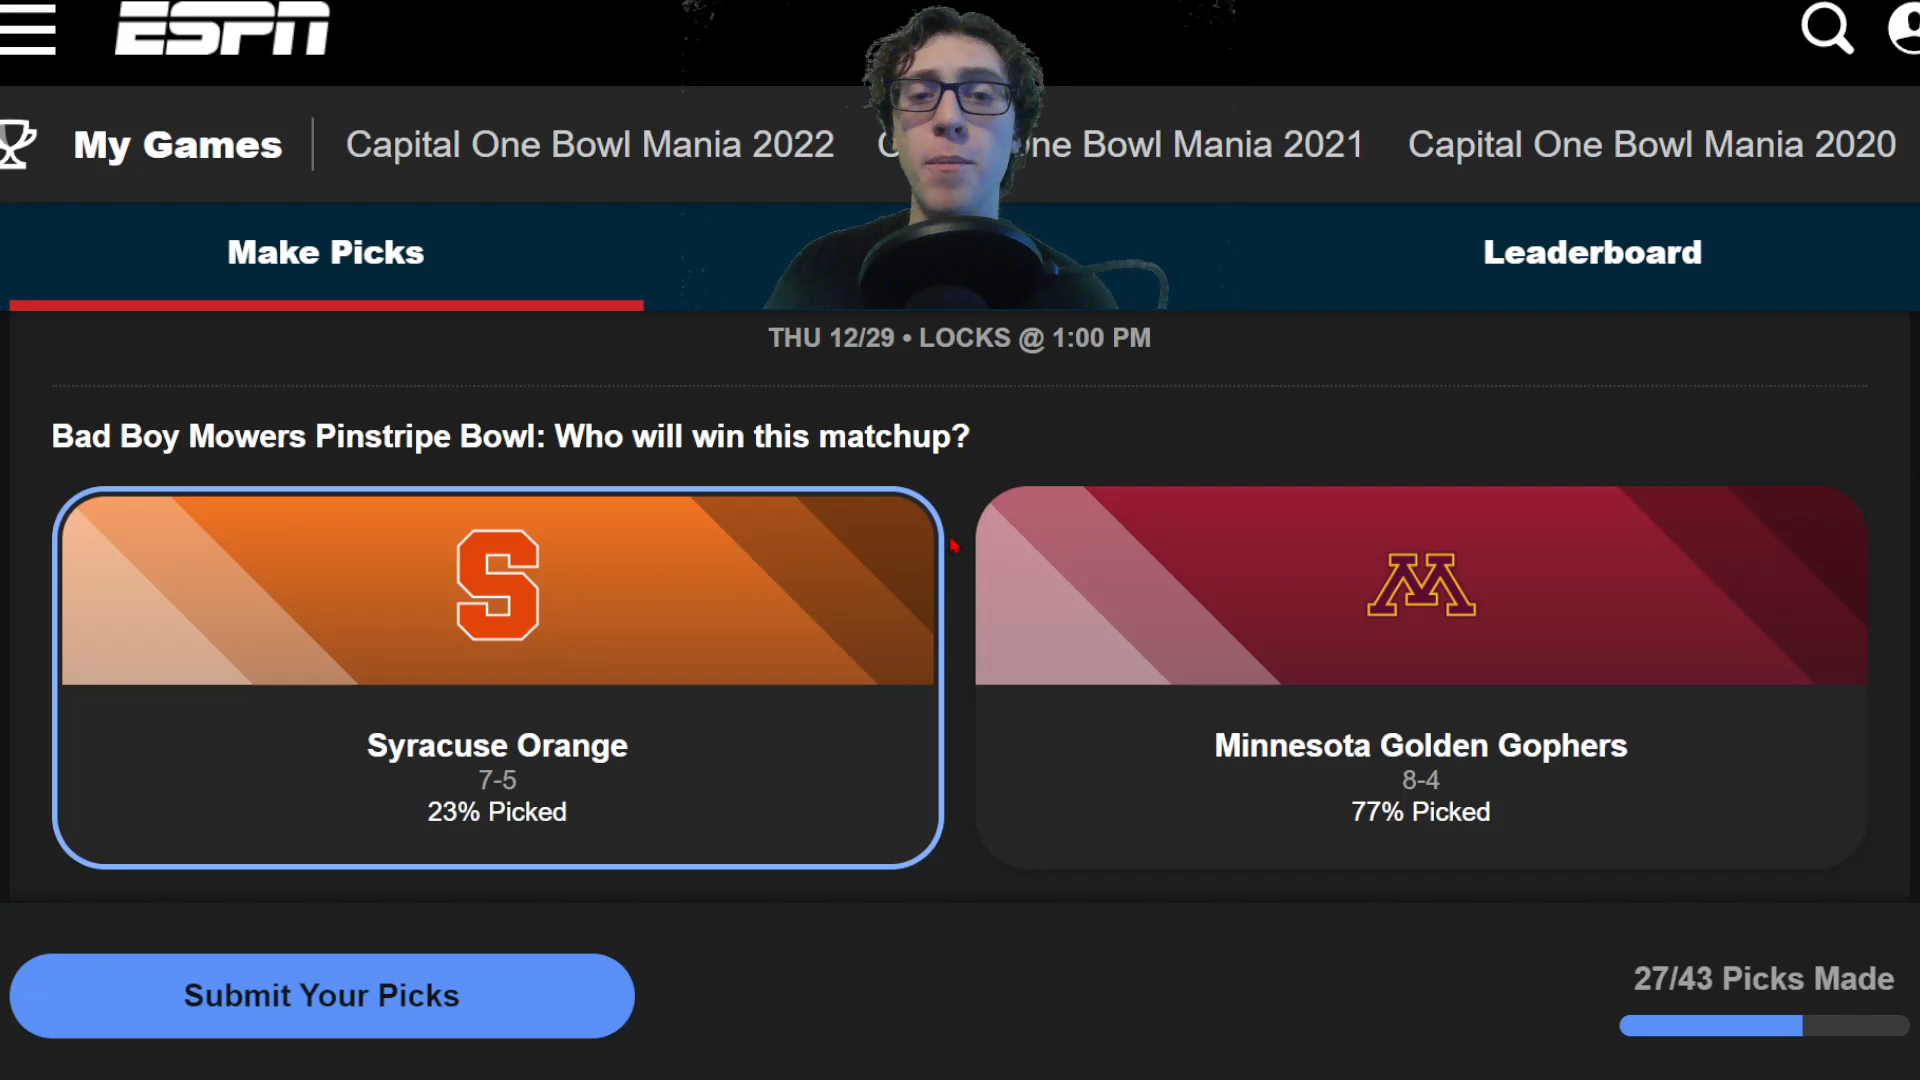 ESPN
My Games
Capital One Bowl Mania 2022
ne Bowl Mania 2021
Capital One Bowl Mania 2020
Make Picks
Leaderboard
THU 12/29 • LOCKS @ 1:00 PM
Bad Boy Mowers Pinstripe Bowl: Who will win this matchup?
S
M
Syracuse Orange
Minnesota Golden Gophers
7-5
8-4
23% Picked
77% Picked
Submit Your Picks
27/43 Picks Made